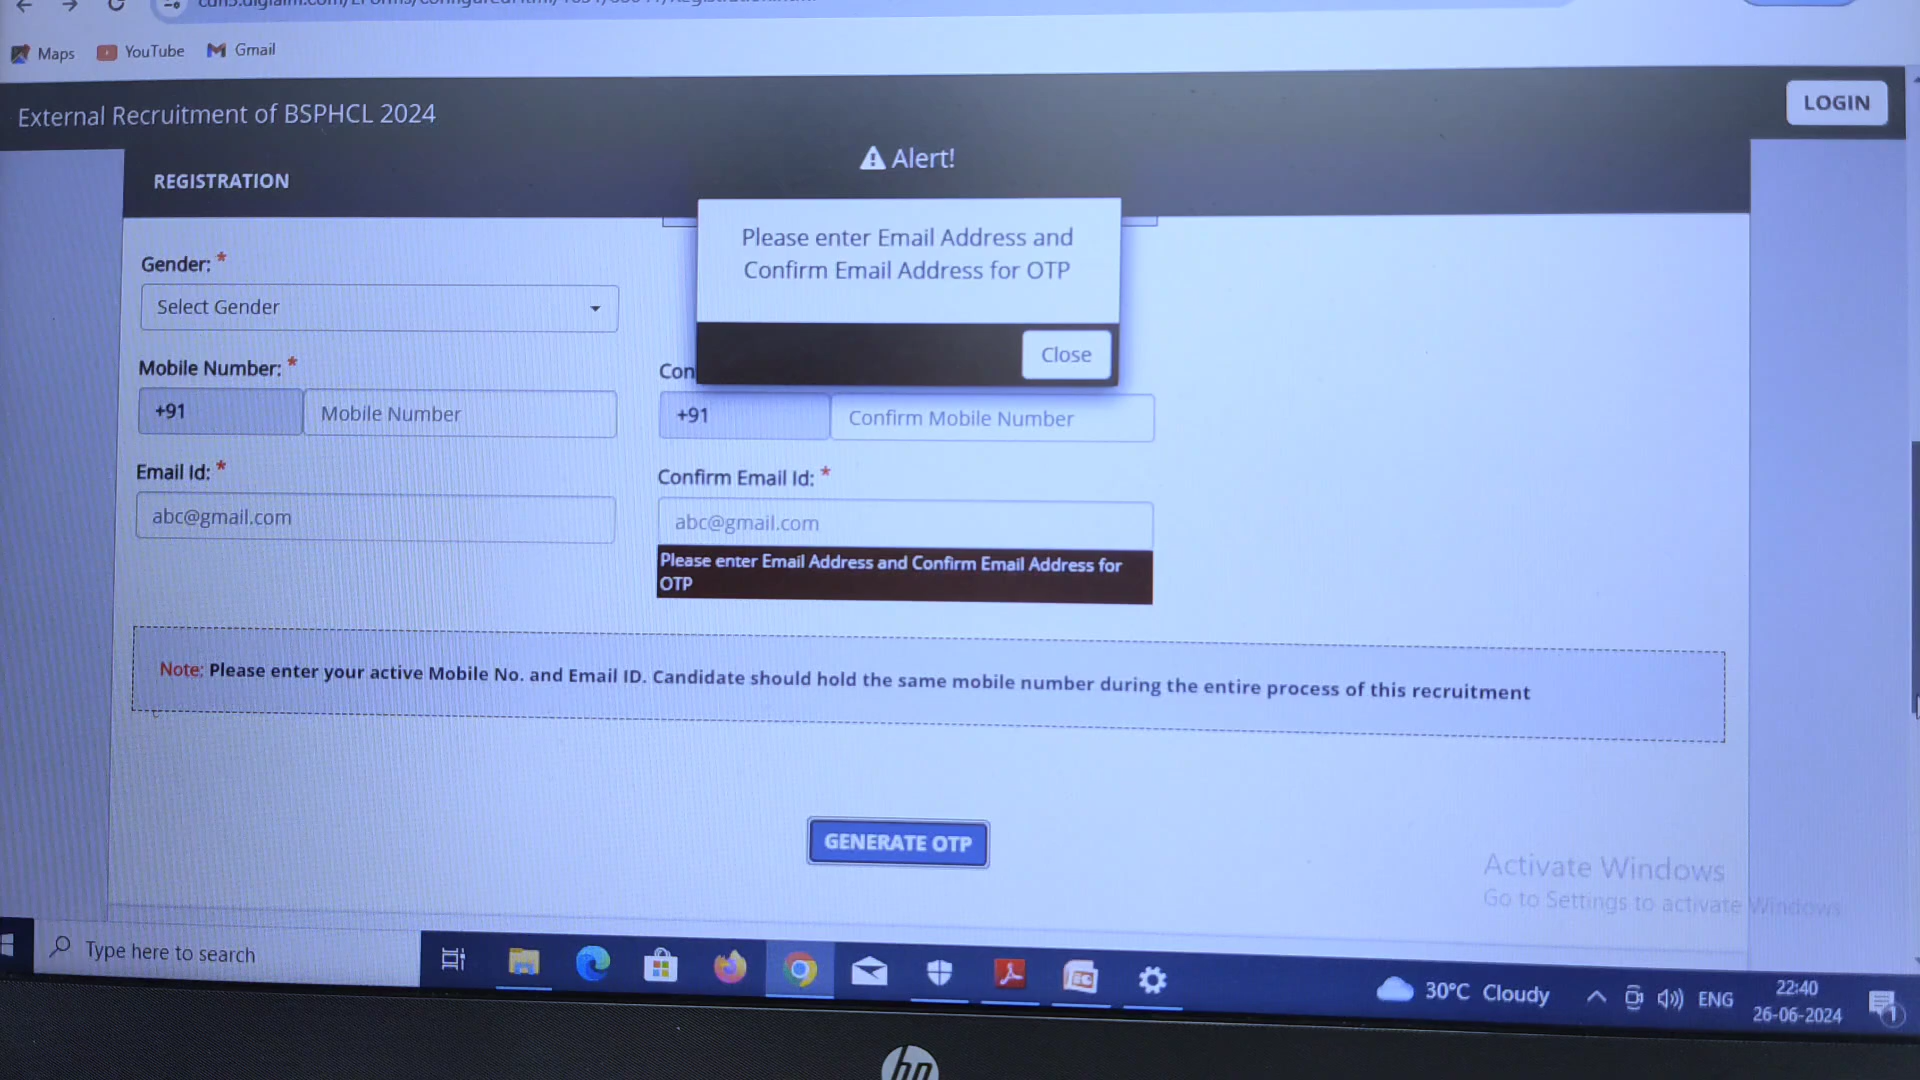 Maps YouTube Gmail
External Recruitment of BSPHCL 2024
LOGIN
Alert!
REGISTRATION
Please enter Email Address and
Confirm Email Address for OTP
Close
Gender: *
Select Gender
Mobile Number: *
Con
+91 Mobile Number
+91 Confirm Mobile Number
Email Id: *
Confirm Email Id: *
abc@gmail.com
abc@gmail.com
Please enter Email Address and Confirm Email Address for
OTP
Note: Please enter your active Mobile No. and Email ID. Candidate should hold the same mobile number during the entire process of this recruitment
GENERATE OTP
Activate Windows
Go to Settings to activate Windows.
Type here to search
30°C Cloudy
ENG
22:40
26-06-2024
1
hp